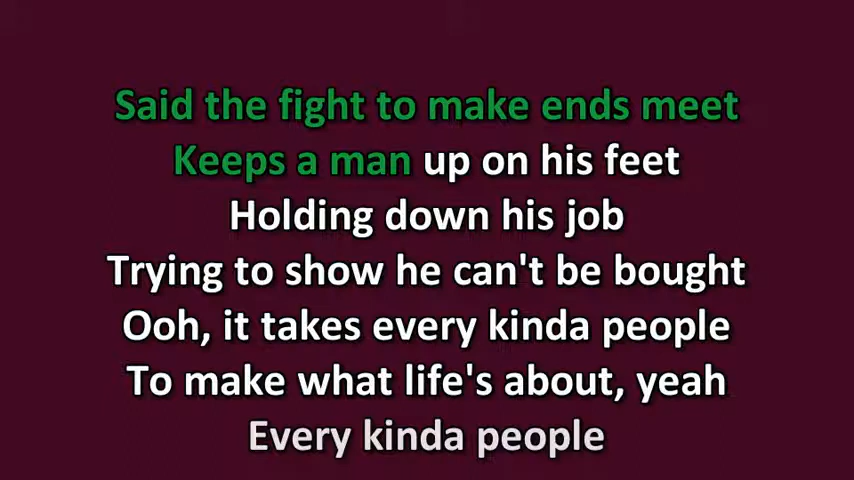 Said the fight to make ends meet
Keeps a man up on his feet
Holding down his job
Trying to show he can't be bought
Ooh, it takes every kinda people
To make what life's about, yeah
Every kinda people